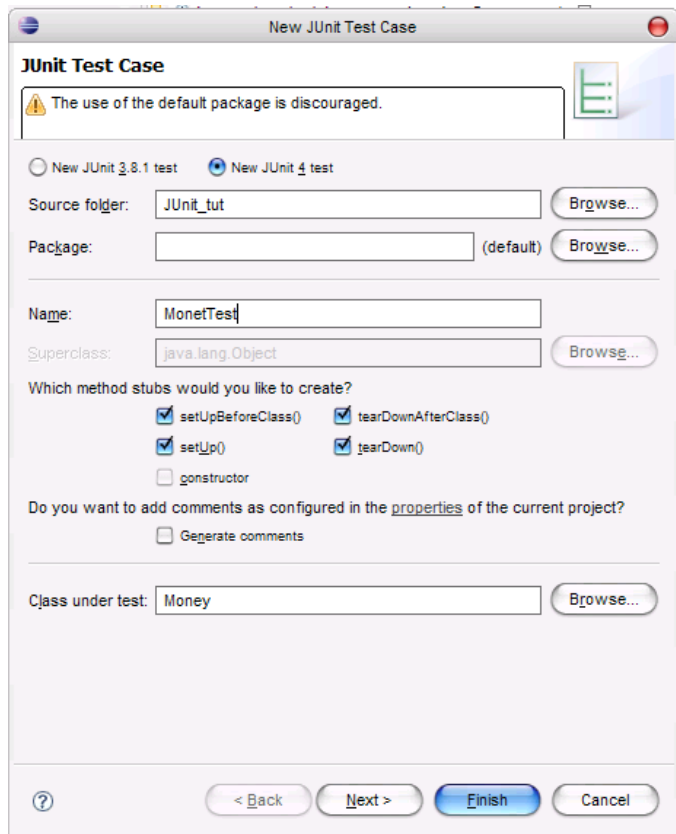 New JUnit Test Case
JUnit Test Case
The use of the default package is discouraged.
New JUnit 3.8.1 test New JUnit 4 test
Source folder: JUnit_tut Browse...
Package: (default) Browse...
Name: MonetTest
Superclass: java.lang.Object Browse...
Which method stubs would you like to create?
setUpBeforeClass() tearDownAfterClass()
setUp() tearDown()
constructor
Do you want to add comments as configured in the properties of the current project?
Generate comments
Class under test: Money Browse...
? < Back Next > Finish Cancel